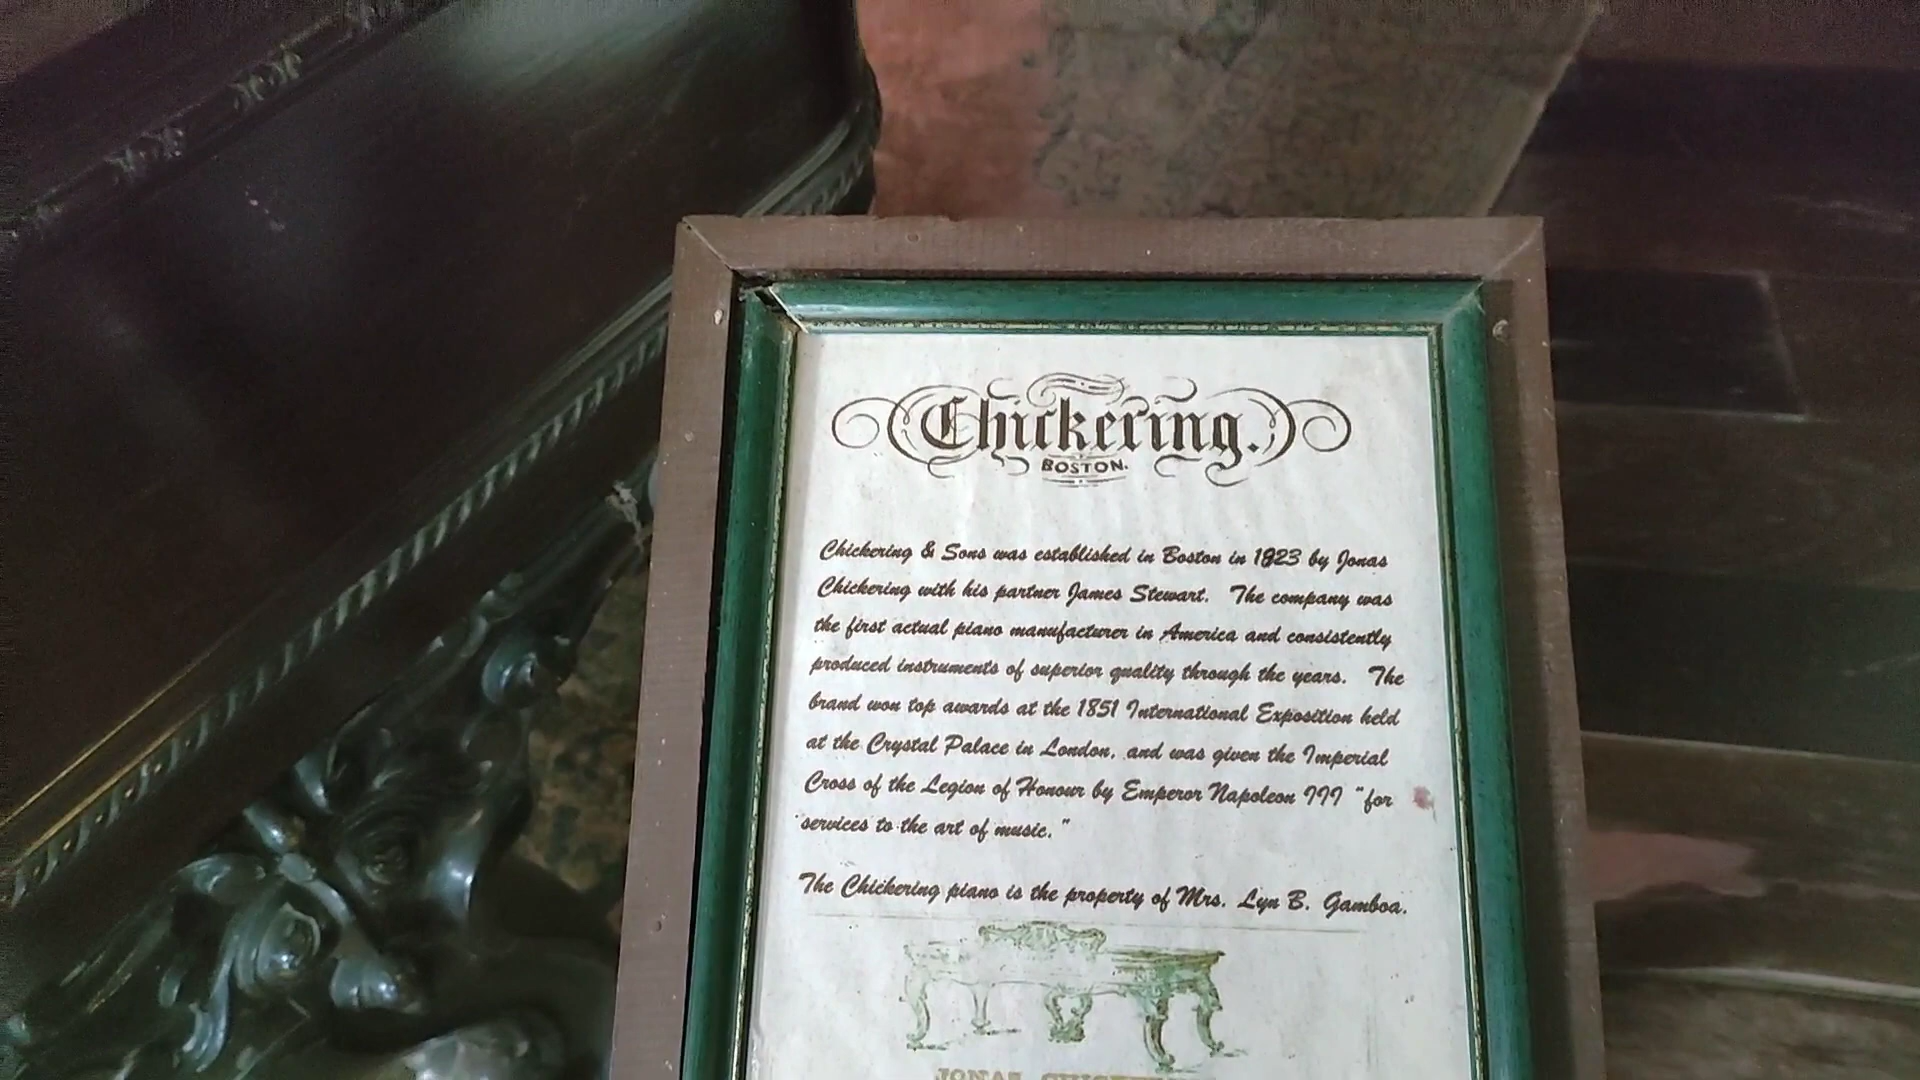 Chickering.
BOSTON.
Chickering & Sons was established in Boston in 1823 by Jonas
Chickering with his partner James Stewart. The company was
the first actual piano manufacturer in America and consistently
produced instruments of superior quality through the years. The
brand won top awards at the 1851 International Exposition held
at the Crystal Palace in London, and was given the Imperial
Cross of the Legion of Honour by Emperor Napoleon III "for
services to the art of music."
The Chickering piano is the property of Mrs. Lyn B. Gamboa.
JONAS